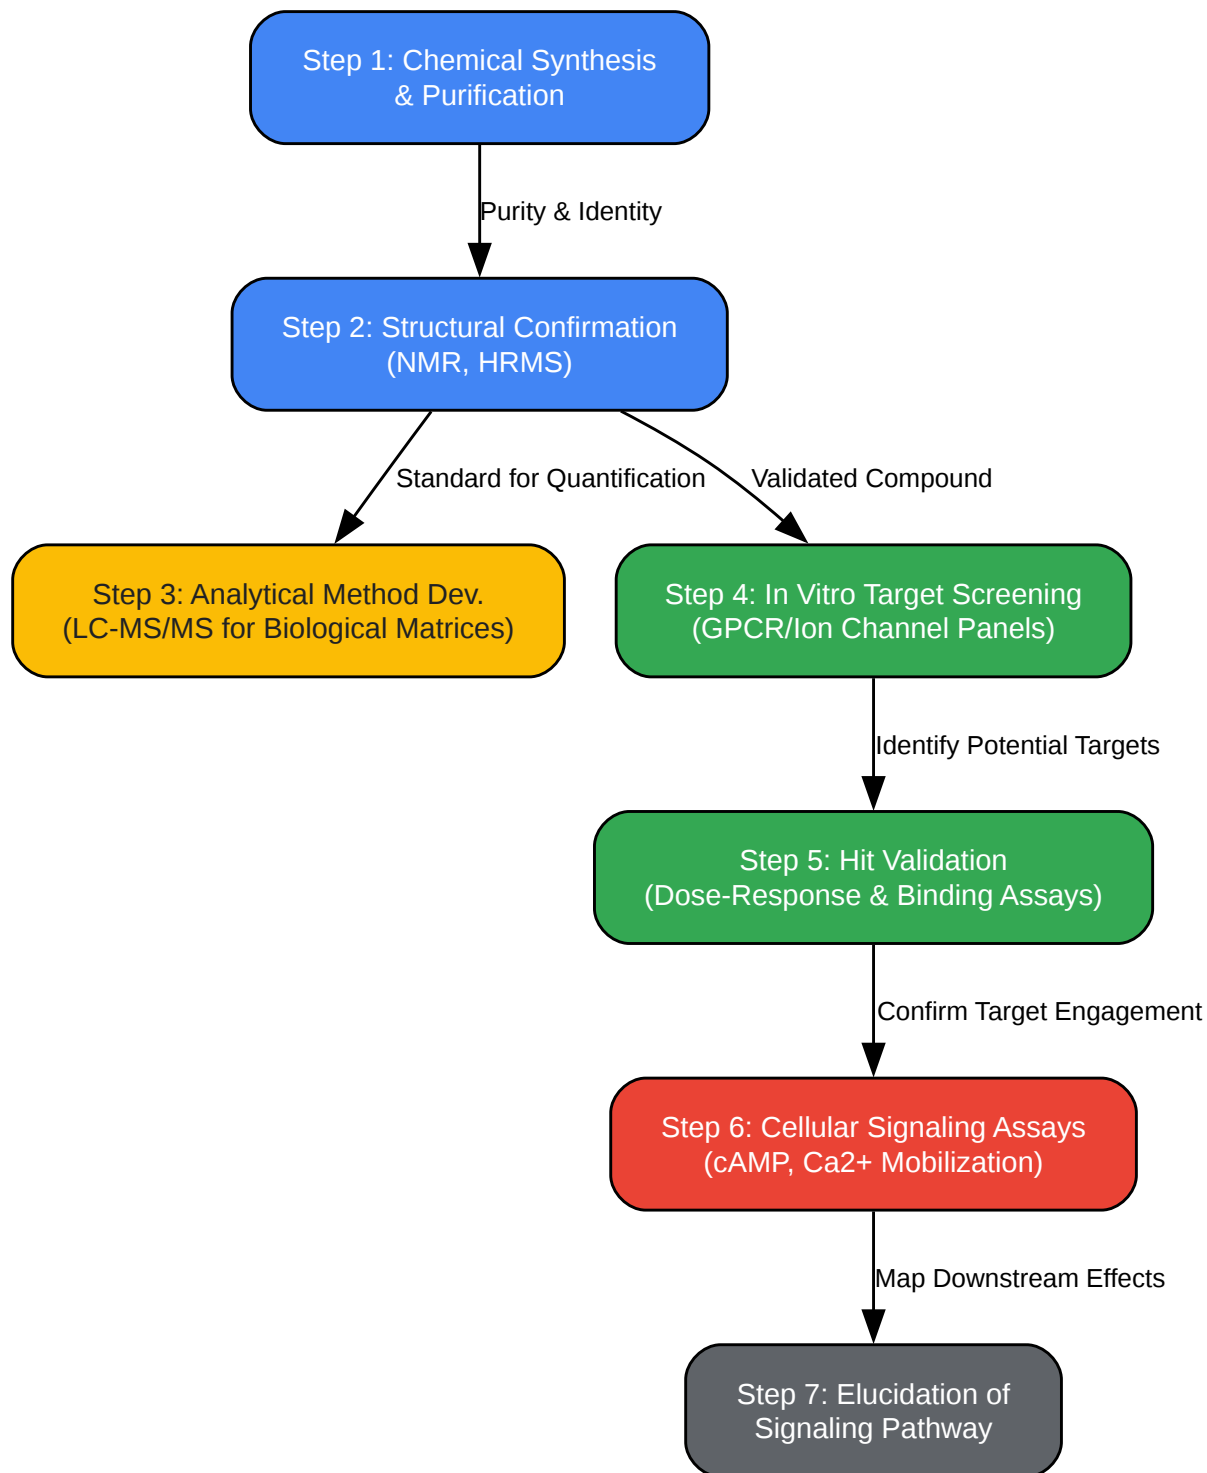 Step 1: Chemical Synthesis
& Purification
Purity & Identity
Step 2: Structural Confirmation
(NMR, HRMS)
Standard for Quantification
Validated Compound
Step 3: Analytical Method Dev.
(LC-MS/MS for Biological Matrices)
Step 4: In Vitro Target Screening
(GPCR/Ion Channel Panels)
Identify Potential Targets
Step 5: Hit Validation
(Dose-Response & Binding Assays)
Confirm Target Engagement
Step 6: Cellular Signaling Assays
(cAMP, Ca2+ Mobilization)
Map Downstream Effects
Step 7: Elucidation of
Signaling Pathway